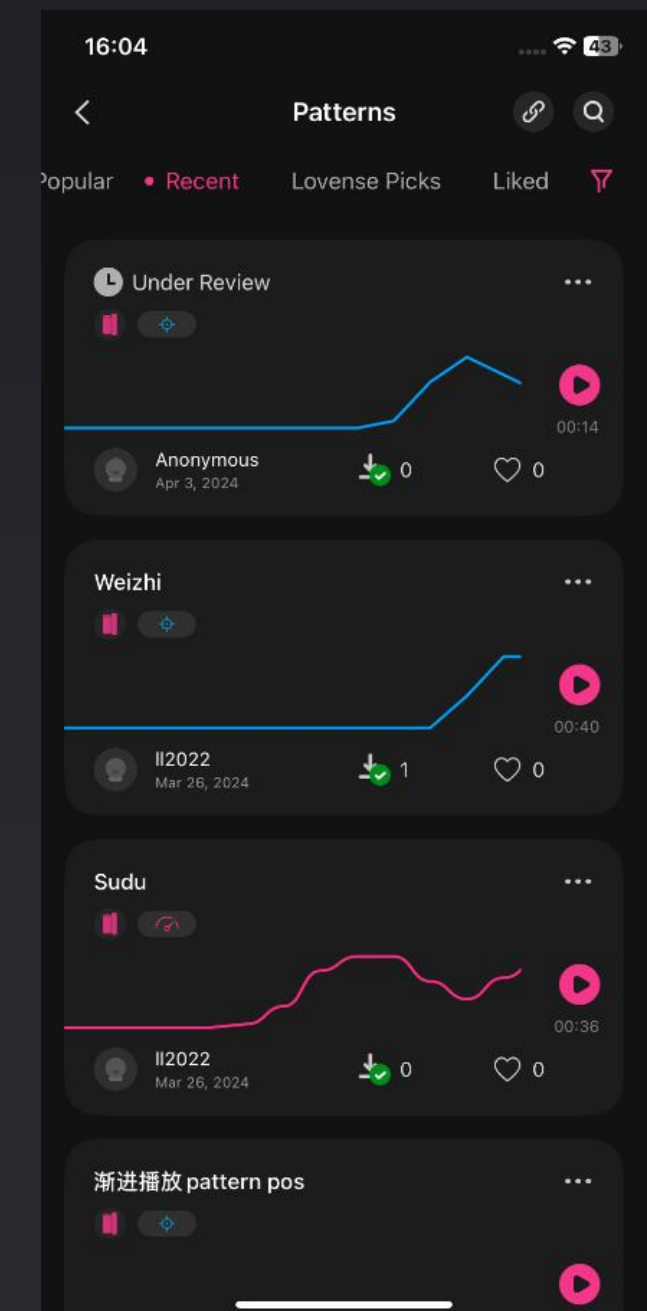 16:04
43
Patterns
Popular • Recent Lovense Picks Liked
Under Review
00:14
Anonymous
Apr 3, 2024
0
0
Weizhi
00:40
ll2022
Mar 26, 2024
1
0
Sudu
00:36
ll2022
Mar 26, 2024
0
0
渐进播放 pattern pos